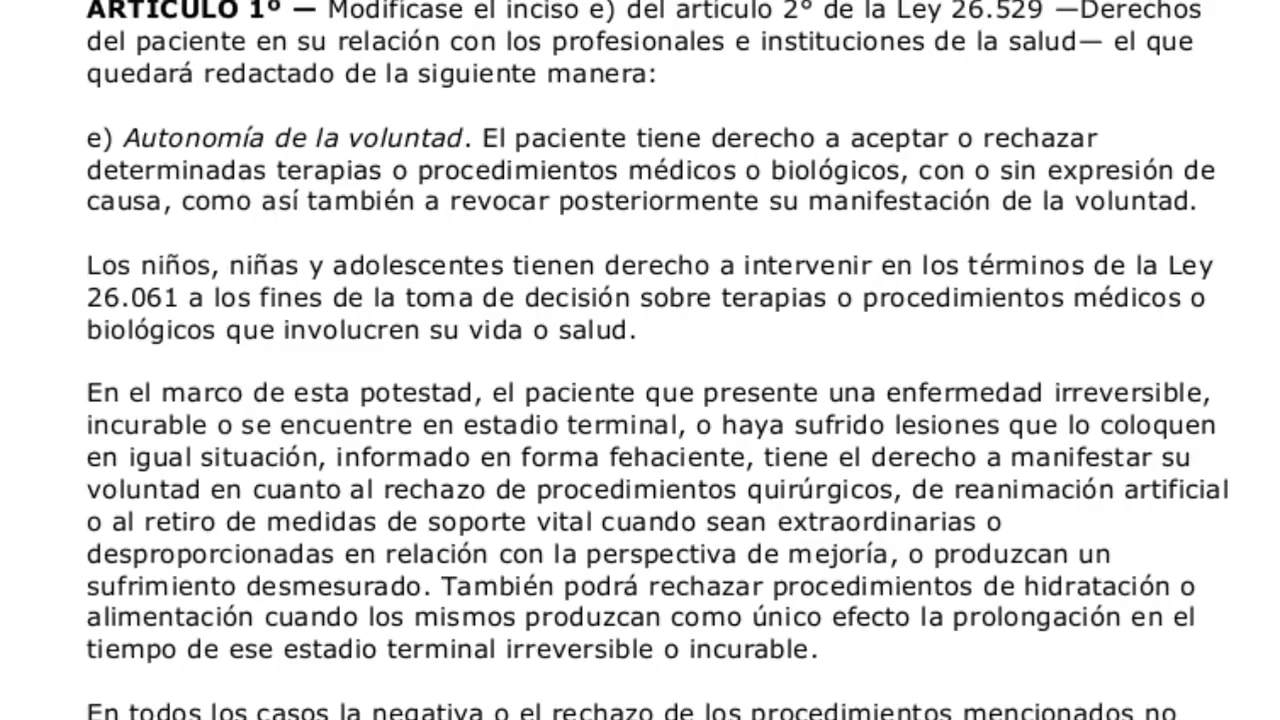 ARTICULO 1º — Modifícase el inciso e) del artículo 2° de la Ley 26.529 —Derechos
del paciente en su relación con los profesionales e instituciones de la salud— el que
quedará redactado de la siguiente manera:
e) Autonomía de la voluntad. El paciente tiene derecho a aceptar o rechazar
determinadas terapias o procedimientos médicos o biológicos, con o sin expresión de
causa, como así también a revocar posteriormente su manifestación de la voluntad.
Los niños, niñas y adolescentes tienen derecho a intervenir en los términos de la Ley
26.061 a los fines de la toma de decisión sobre terapias o procedimientos médicos o
biológicos que involucren su vida o salud.
En el marco de esta potestad, el paciente que presente una enfermedad irreversible,
incurable o se encuentre en estadio terminal, o haya sufrido lesiones que lo coloquen
en igual situación, informado en forma fehaciente, tiene el derecho a manifestar su
voluntad en cuanto al rechazo de procedimientos quirúrgicos, de reanimación artificial
o al retiro de medidas de soporte vital cuando sean extraordinarias o
desproporcionadas en relación con la perspectiva de mejoría, o produzcan un
sufrimiento desmesurado. También podrá rechazar procedimientos de hidratación o
alimentación cuando los mismos produzcan como único efecto la prolongación en el
tiempo de ese estadio terminal irreversible o incurable.
En todos los casos la negativa o el rechazo de los procedimientos mencionados no